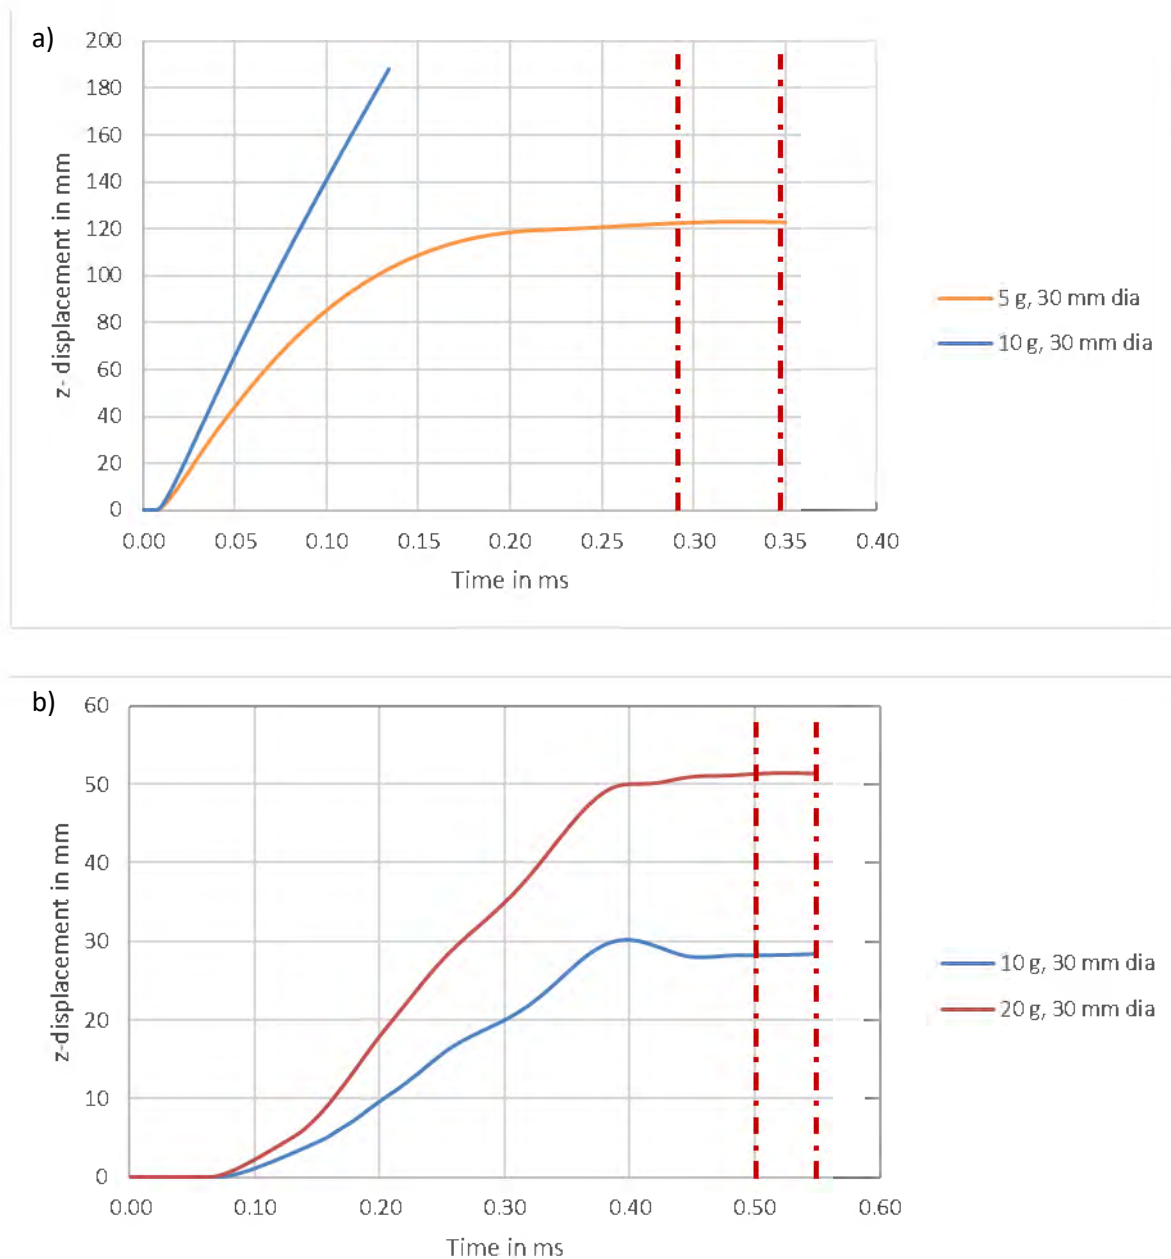 a)
200
180
160
140
120
100
80
60
40
20
0
z- displacement in mm
0.00 0.05 0.10 0.15 0.20 0.25 0.30 0.35 0.40
Time in ms
5 g, 30 mm dia
10 g, 30 mm dia
b)
60
50
40
30
20
10
0
z-displacement in mm
0.00 0.10 0.20 0.30 0.40 0.50 0.60
Time in ms
10 g, 30 mm dia
20 g, 30 mm dia